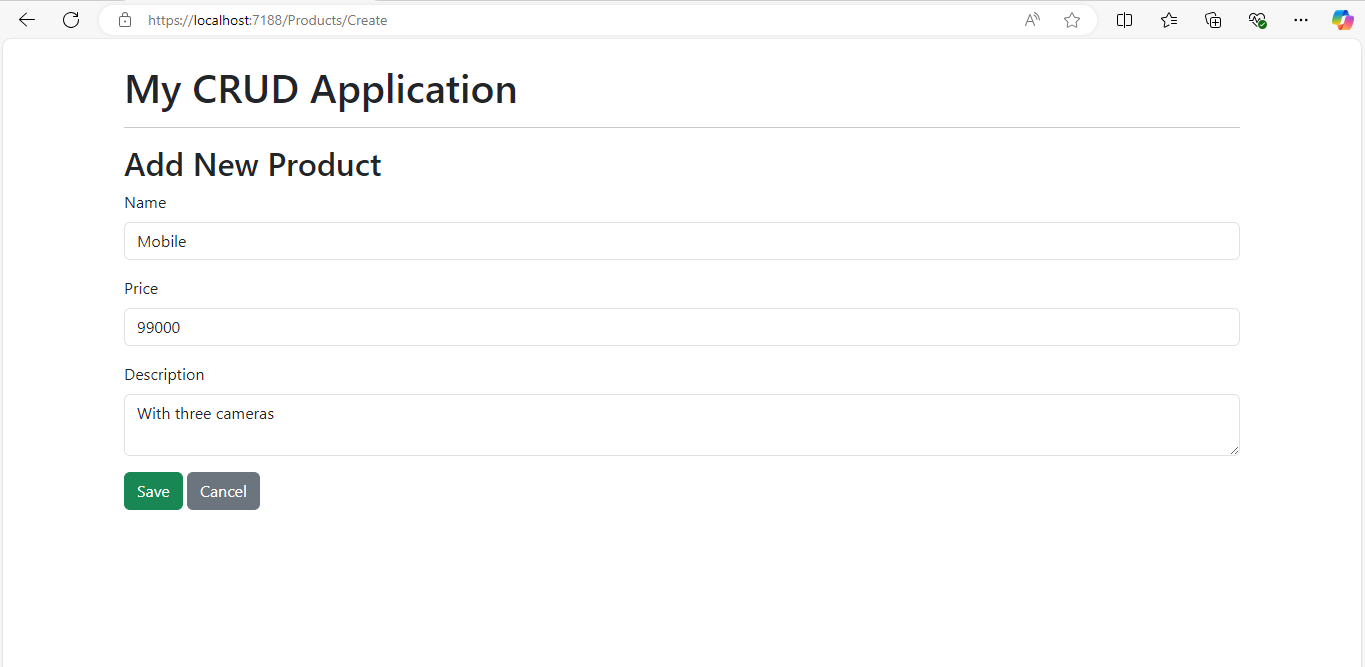 https://localhost:7188/Products/Create
My CRUD Application
Add New Product
Name
Mobile
Price
99000
Description
With three cameras
Save Cancel